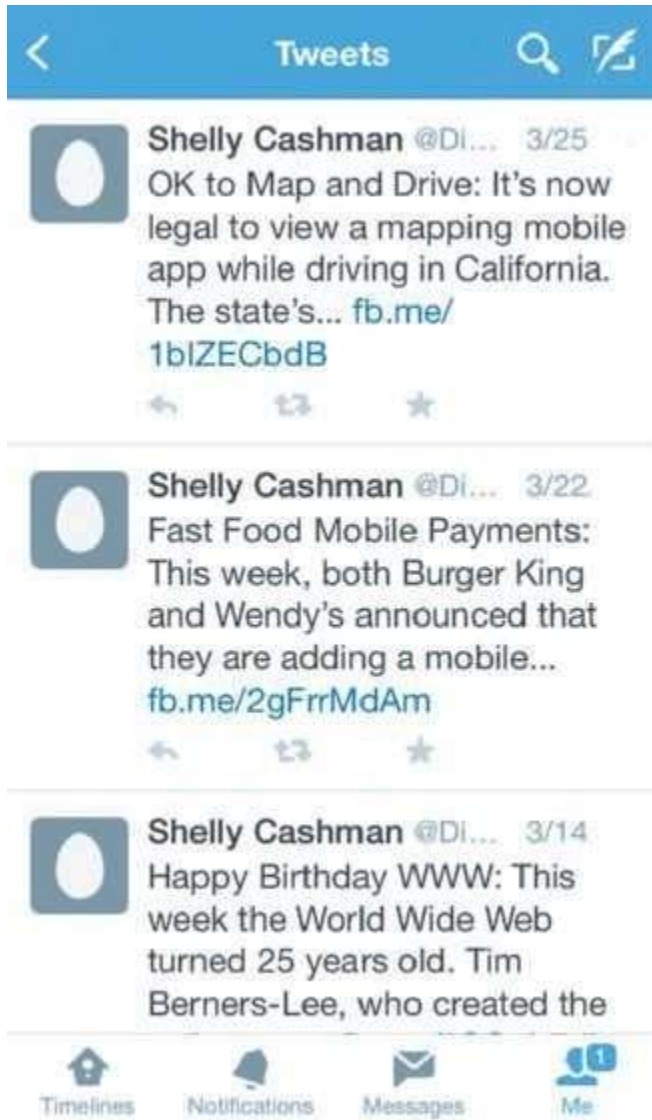 Tweets
Shelly Cashman @Di... 3/25
OK to Map and Drive: It's now
legal to view a mapping mobile
app while driving in California.
The state's... fb.me/
1blZECbdB
Shelly Cashman @Di... 3/22
Fast Food Mobile Payments:
This week, both Burger King
and Wendy's announced that
they are adding a mobile...
fb.me/2gFrrMdAm
Shelly Cashman @Di... 3/14
Happy Birthday WWW: This
week the World Wide Web
turned 25 years old. Tim
Berners-Lee, who created the
1
Timelines Notifications Messages Me